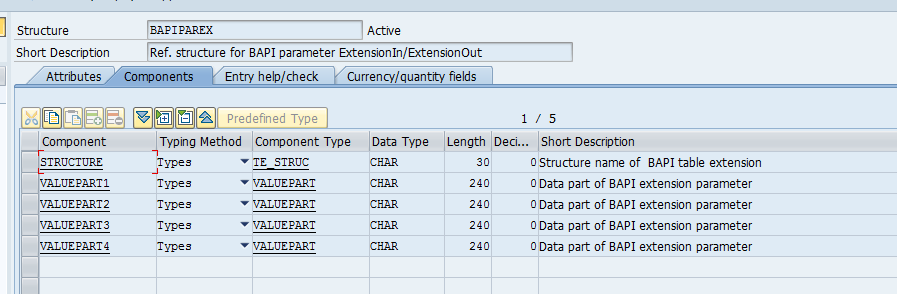 Structure BAPIPAREX Active
Short Description Ref. structure for BAPI parameter ExtensionIn/ExtensionOut
Attributes Components Entry help/check Currency/quantity fields
Predefined Type 1 / 5
Component Typing Method Component Type Data Type Length Deci... Short Description
STRUCTURE Types TE_STRUC CHAR 30 0 Structure name of BAPI table extension
VALUEPART1 Types VALUEPART CHAR 240 0 Data part of BAPI extension parameter
VALUEPART2 Types VALUEPART CHAR 240 0 Data part of BAPI extension parameter
VALUEPART3 Types VALUEPART CHAR 240 0 Data part of BAPI extension parameter
VALUEPART4 Types VALUEPART CHAR 240 0 Data part of BAPI extension parameter